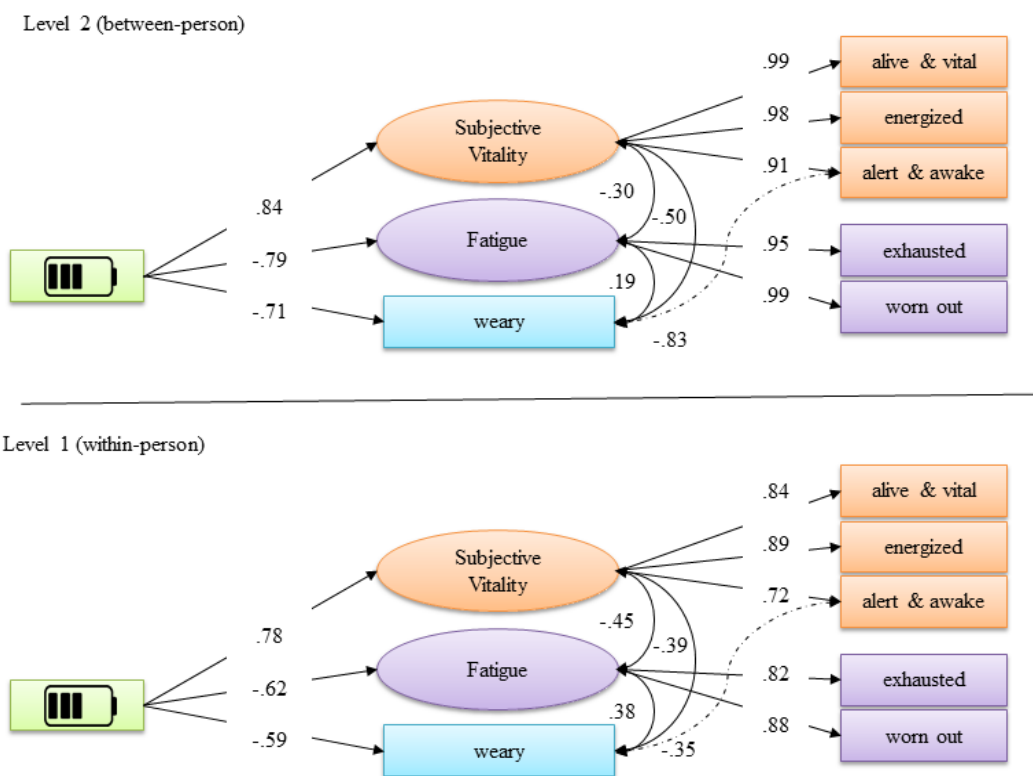 Level 2 (between-person)
.99
alive & vital
Subjective
Vitality
.98
energized
.91
alert & awake
-.30
-.50
.84
Fatigue
.95
exhausted
-.79
.19
.99
worn out
-.71
weary
-.83
Level 1 (within-person)
.84
alive & vital
Subjective
Vitality
.89
energized
.72
alert & awake
-.45
-.39
.78
Fatigue
.82
exhausted
-.62
.38
.88
worn out
-.59
weary
-.35